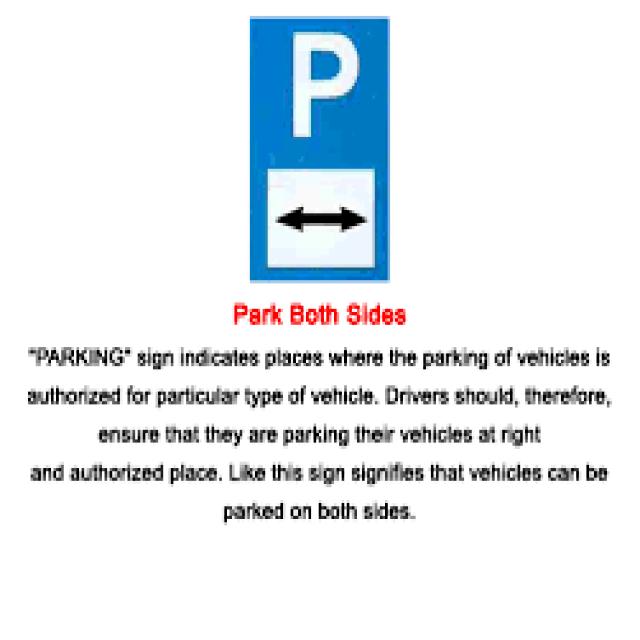 P
Park Both Sides
"PARKING" sign indicates places where the parking of vehicles is
authorized for particular type of vehicle. Drivers should, therefore,
ensure that they are parking their vehicles at right
and authorized place. Like this sign signifies that vehicles can be
parked on both sides.